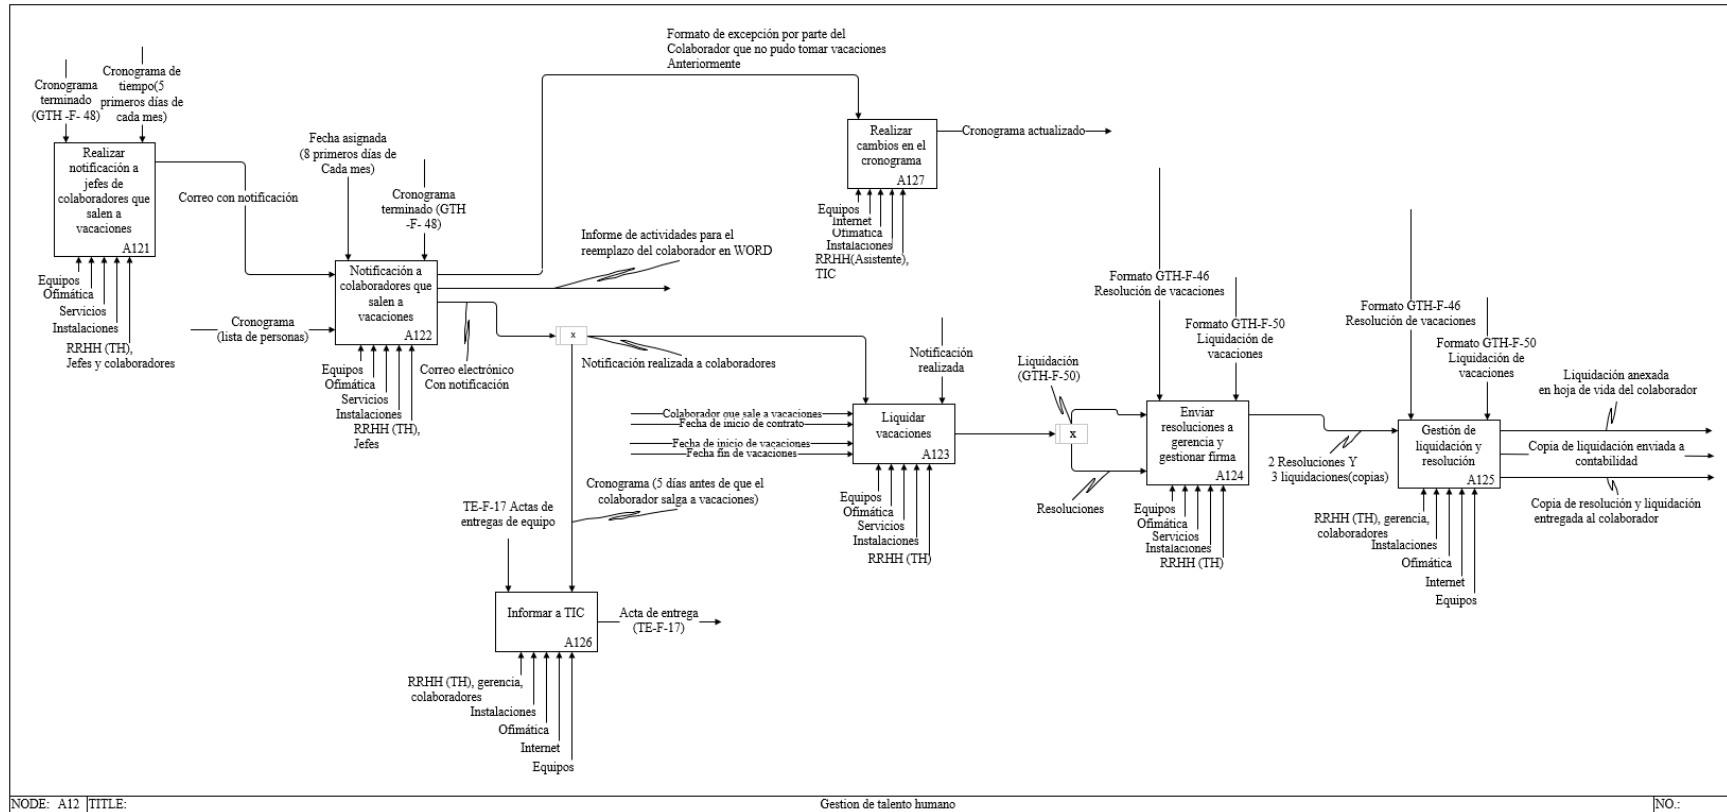 Formato de excepción por parte del
Colaborador que no pudo tomar vacaciones
Anteriormente
Cronograma
terminado
(GTH -F- 48)
Cronograma de
tiempo(5
primeros días de
cada mes)
Realizar
notificación a
jefes de
colaboradores que
salen a
vacaciones
A121
Equipos
Ofimática
Servicios
Instalaciones
RRHH (TH),
Jefes y colaboradores
Correo con notificación
Fecha asignada
(8 primeros días de
Cada mes)
Cronograma
terminado (GTH
-F- 48)
Cronograma
(lista de personas)
Notificación a
colaboradores que
salen a
vacaciones
A122
Equipos
Ofimática
Servicios
Instalaciones
RRHH (TH),
Jefes
Informe de actividades para el
reemplazo del colaborador en WORD
Correo electrónico
Con notificación
x
Notificación realizada a colaboradores
Realizar
cambios en el
cronograma
A127
Cronograma actualizado
Equipos
Internet
Ofimática
Instalaciones
RRHH(Asistente),
TIC
Notificación
realizada
Colaborador que sale a vacaciones
Fecha de inicio de contrato
Fecha de inicio de vacaciones
Fecha fin de vacaciones
Liquidar
vacaciones
A123
Equipos
Ofimática
Servicios
Instalaciones
RRHH (TH)
Cronograma (5 días antes de que el
colaborador salga a vacaciones)
TE-F-17 Actas de
entregas de equipo
Informar a TIC
A126
Acta de entrega
(TE-F-17)
RRHH (TH), gerencia,
colaboradores
Instalaciones
Ofimática
Internet
Equipos
Liquidación
(GTH-F-50)
x
Resoluciones
Formato GTH-F-46
Resolución de vacaciones
Formato GTH-F-50
Liquidación de
vacaciones
Enviar
resoluciones a
gerencia y
gestionar firma
A124
Equipos
Ofimática
Servicios
Instalaciones
RRHH (TH)
2 Resoluciones Y
3 liquidaciones(copias)
Formato GTH-F-46
Resolución de vacaciones
Formato GTH-F-50
Liquidación de
vacaciones
Gestión de
liquidación y
resolución
A125
RRHH (TH), gerencia,
colaboradores
Instalaciones
Ofimática
Internet
Equipos
Liquidación anexada
en hoja de vida del colaborador
Copia de liquidación enviada a
contabilidad
Copia de resolución y liquidación
entregada al colaborador
NODE: A12 TITLE: Gestion de talento humano NO.: